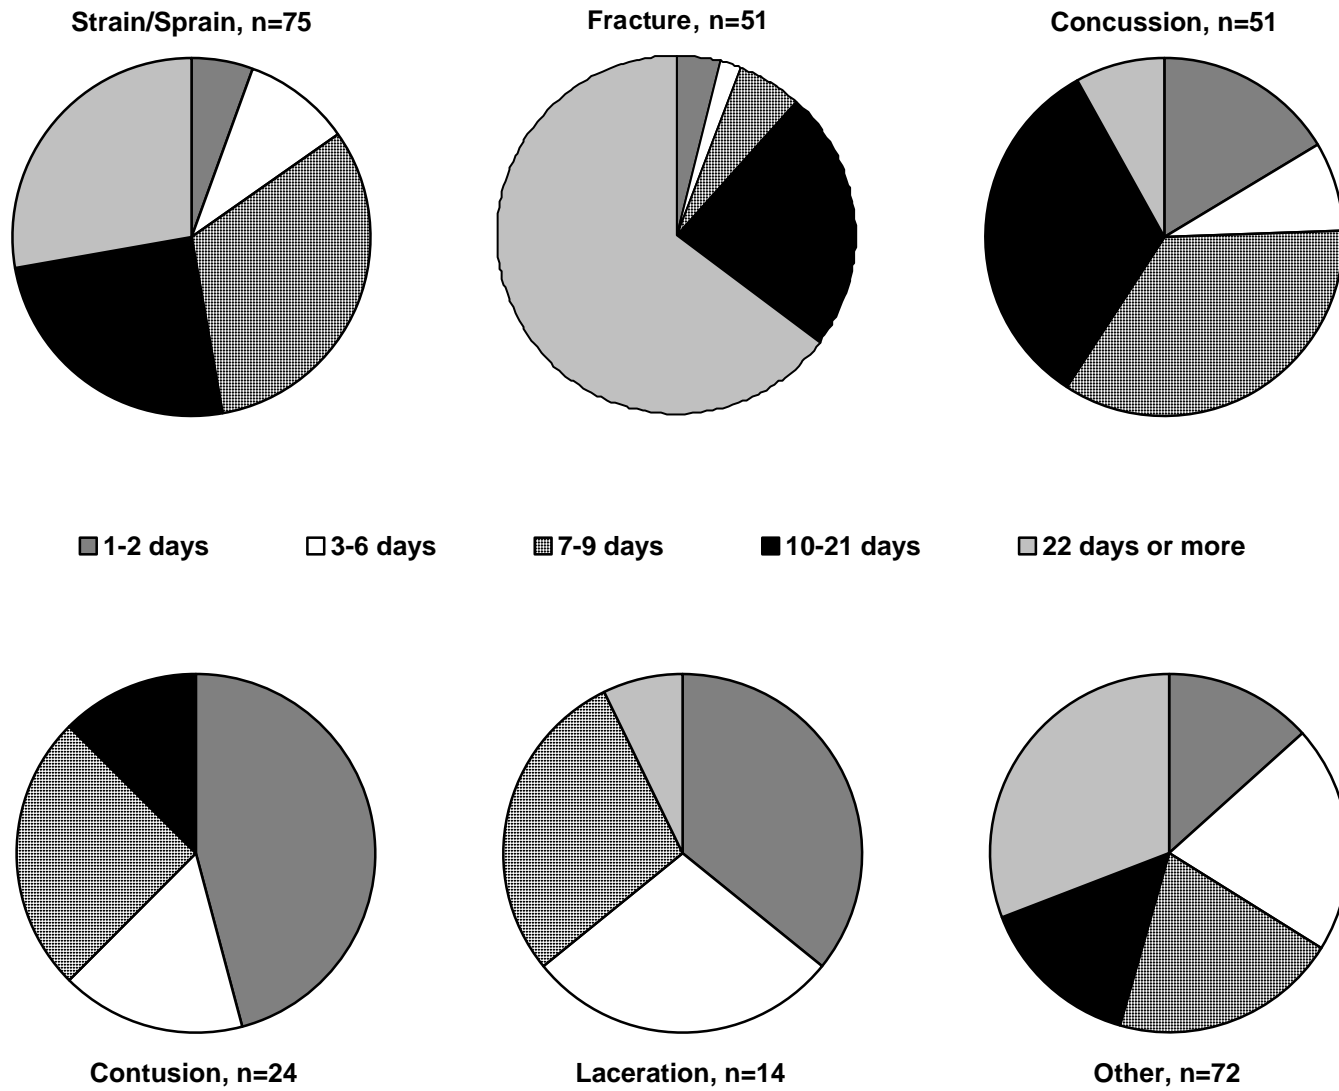 Strain/Sprain, n=75
Fracture, n=51
Concussion, n=51
1-2 days
3-6 days
7-9 days
10-21 days
22 days or more
Contusion, n=24
Laceration, n=14
Other, n=72